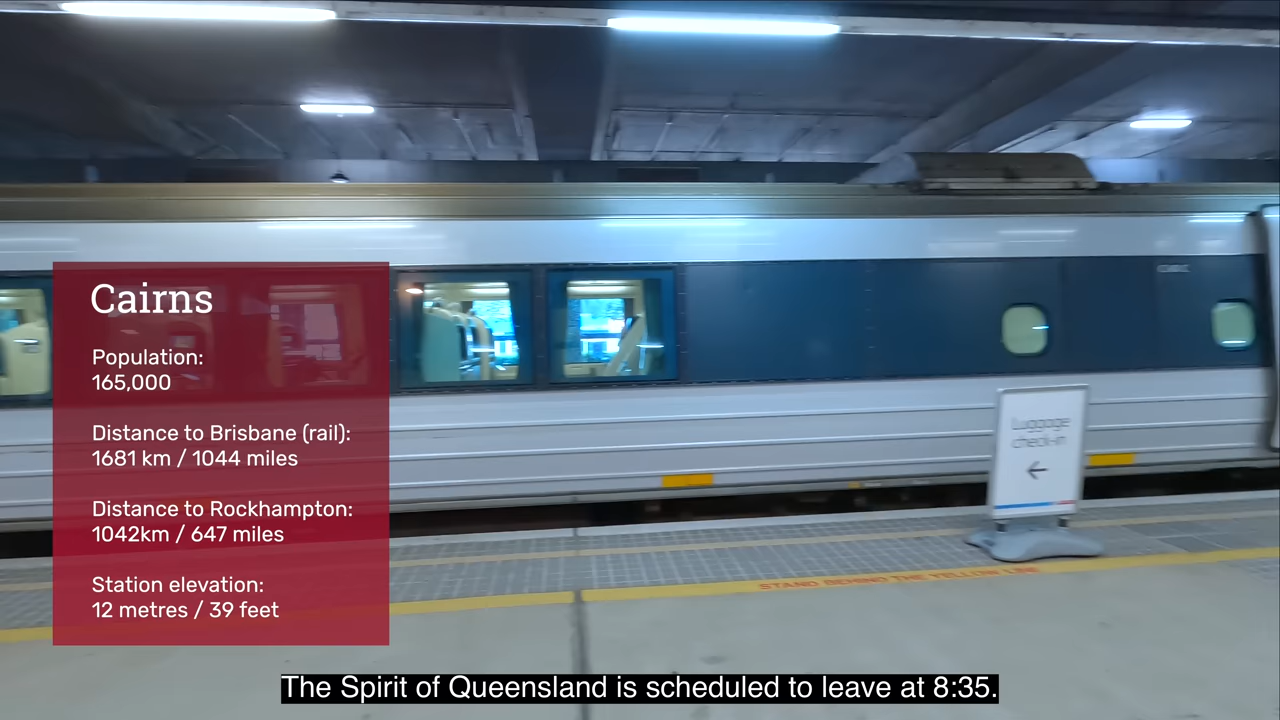 Cairns
Population:
165,000
Distance to Brisbane (rail):
1681 km / 1044 miles
Distance to Rockhampton:
1042km / 647 miles
Station elevation:
12 metres / 39 feet
Luggage
check-in
←
STAND BEHIND THE YELLOW LINE
The Spirit of Queensland is scheduled to leave at 8:35.